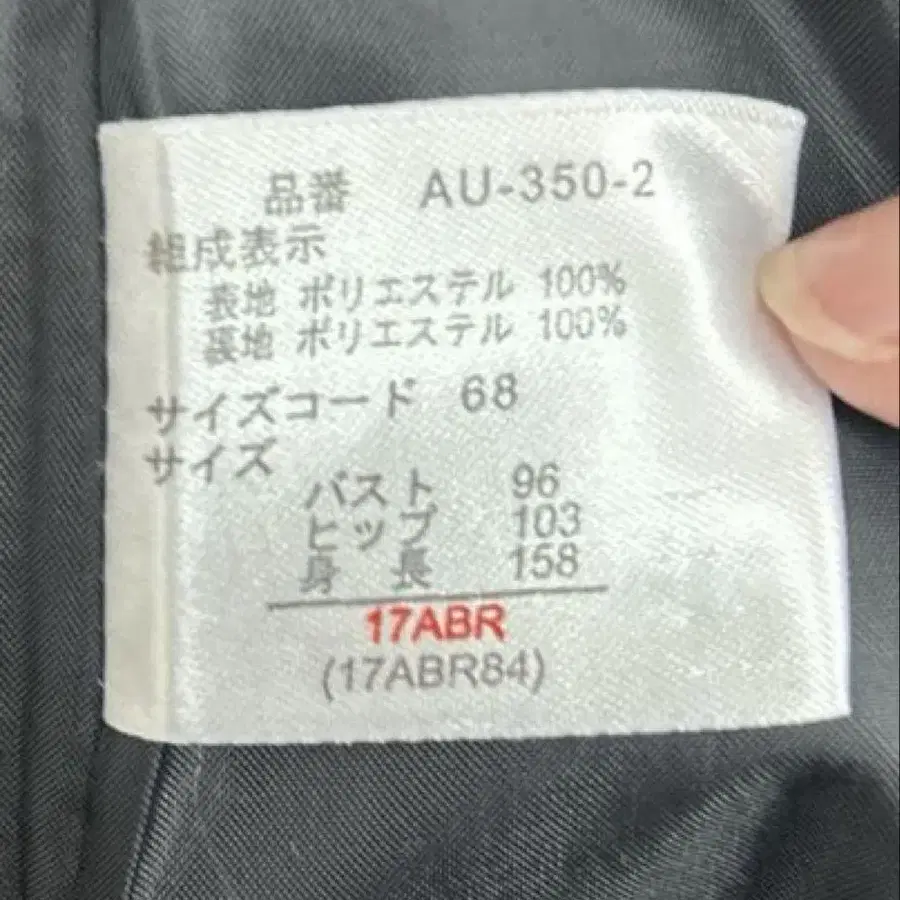 品番 AU-350-2
組成表示
表地 ポリエステル 100%
裏地 ポリエステル 100%
サイズコード 68
サイズ
バスト 96
ヒップ 103
身長 158
17ABR
(17ABR84)